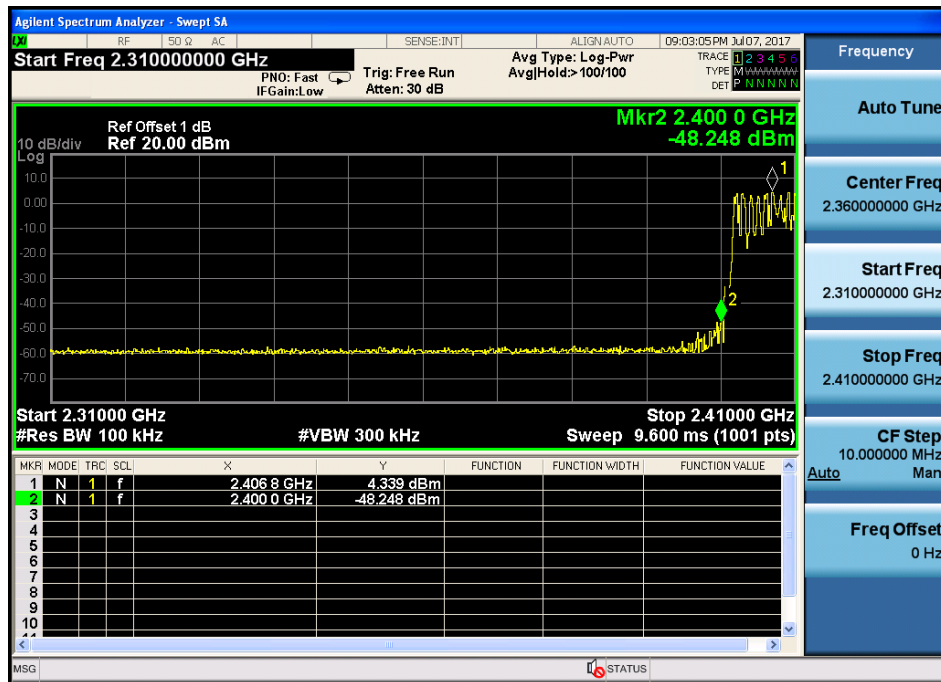 Agilent Spectrum Analyzer - Swept SA
LXI RF 50 Ω AC SENSE:INT ALIGN AUTO 09:03:05 PM Jul 07, 2017
Start Freq 2.310000000 GHz
PNO: Fast
IFGain:Low
Trig: Free Run
Atten: 30 dB
Avg Type: Log-Pwr
Avg|Hold:>100/100
TRACE 1 2 3 4 5 6
TYPE M WWWWW
DET P N N N N N
Mkr2 2.400 0 GHz
-48.248 dBm
Ref Offset 1 dB
10 dB/div Ref 20.00 dBm
Log
10.0
0.00
-10.0
-20.0
-30.0
-40.0
-50.0
-60.0
-70.0
1
2
Start 2.31000 GHz Stop 2.41000 GHz
#Res BW 100 kHz #VBW 300 kHz Sweep 9.600 ms (1001 pts)
MKR MODE TRC SCL X Y FUNCTION FUNCTION WIDTH FUNCTION VALUE
1 N 1 f 2.406 8 GHz 4.339 dBm
2 N 1 f 2.400 0 GHz -48.248 dBm
3
4
5
6
7
8
9
10
MSG STATUS
Frequency
Auto Tune
Center Freq
2.360000000 GHz
Start Freq
2.310000000 GHz
Stop Freq
2.410000000 GHz
CF Step
10.000000 MHz
Auto Man
Freq Offset
0 Hz